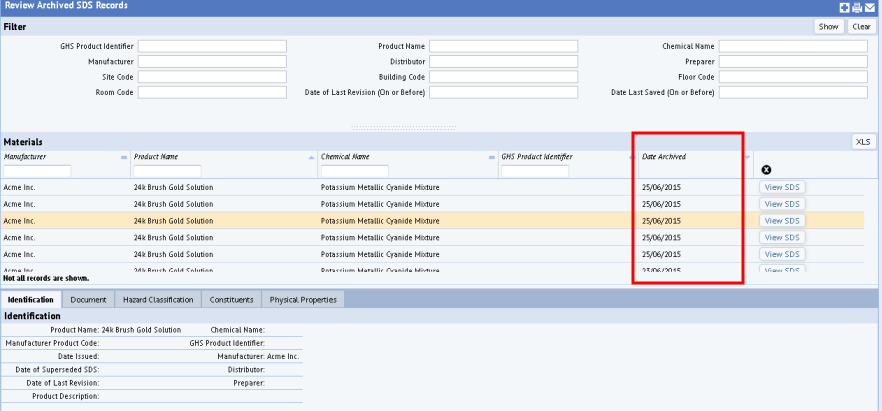 Review Archived SDS Records
Filter Show Clear
GHS Product Identifier Product Name Chemical Name
Manufacturer Distributor Preparer
Site Code Building Code Floor Code
Room Code Date of Last Revision (On or Before) Date Last Saved (On or Before)
Materials XLS
Manufacturer Product Name Chemical Name GHS Product Identifier Date Archived
Acme Inc. 24k Brush Gold Solution Potassium Metallic Cyanide Mixture 25/06/2015 View SDS
Acme Inc. 24k Brush Gold Solution Potassium Metallic Cyanide Mixture 25/06/2015 View SDS
Acme Inc. 24k Brush Gold Solution Potassium Metallic Cyanide Mixture 25/06/2015 View SDS
Acme Inc. 24k Brush Gold Solution Potassium Metallic Cyanide Mixture 25/06/2015 View SDS
Acme Inc. 24k Brush Gold Solution Potassium Metallic Cyanide Mixture 25/06/2015 View SDS
Acme Inc. 24k Brush Gold Solution Potassium Metallic Cyanide Mixture 25/06/2015 View SDS
Not all records are shown.
Identification Document Hazard Classification Constituents Physical Properties
Identification
Product Name: 24k Brush Gold Solution Chemical Name:
Manufacturer Product Code: GHS Product Identifier:
Date Issued: Manufacturer: Acme Inc.
Date of Superseded SDS: Distributor:
Date of Last Revision: Preparer:
Product Description: